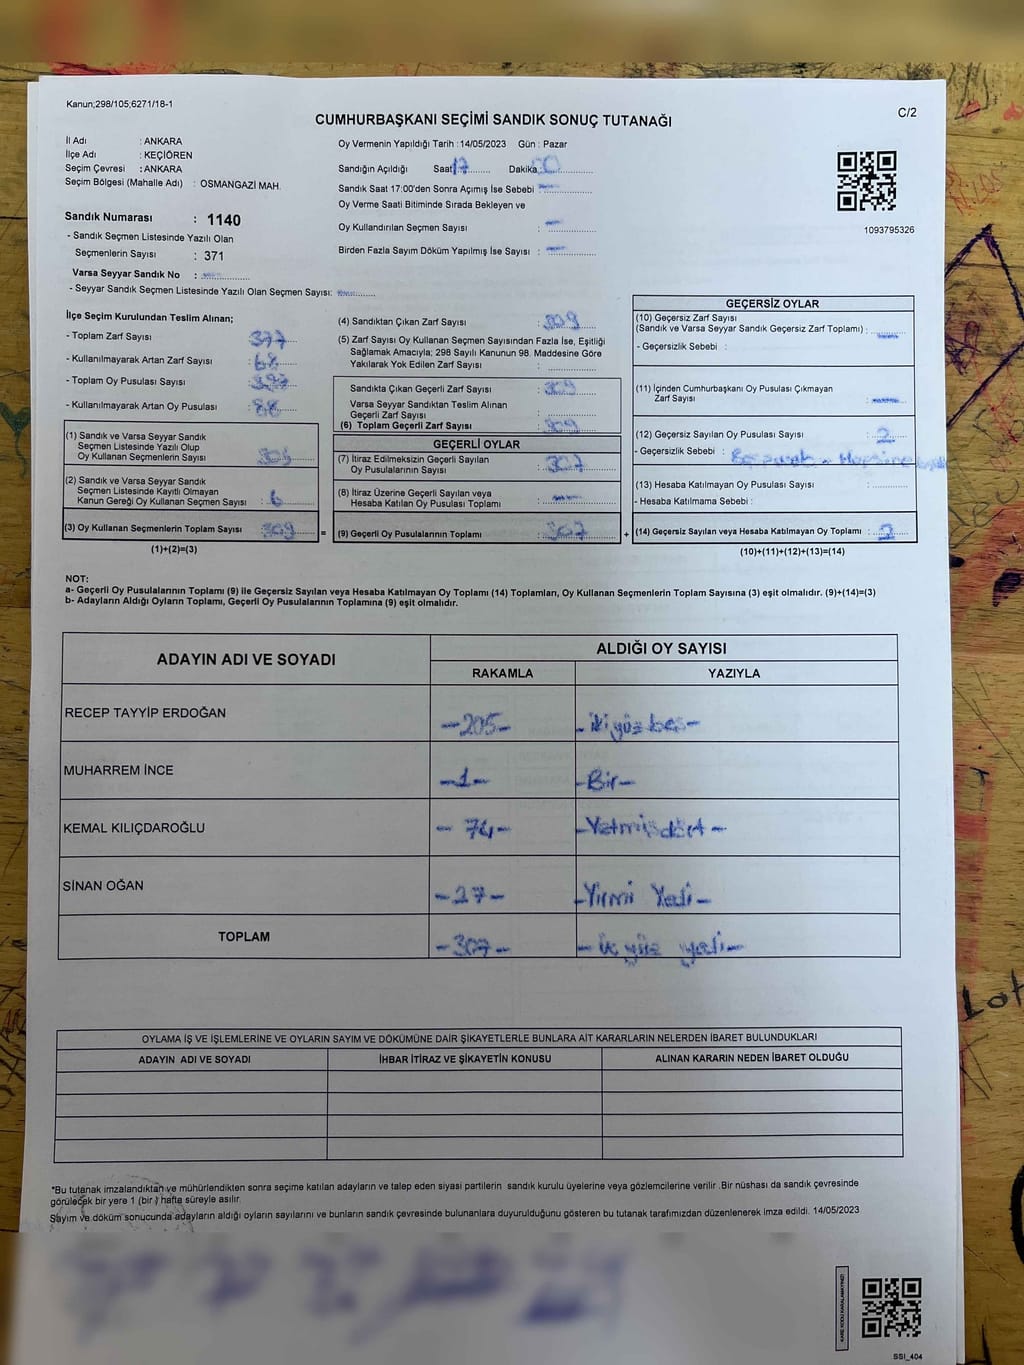 Kanun;298/105;6271/18-1
C/2
CUMHURBAŞKANI SEÇİMİ SANDIK SONUÇ TUTANAĞI
İl Adı : ANKARA
İlçe Adı : KEÇİÖREN
Seçim Çevresi : ANKARA
Seçim Bölgesi (Mahalle Adı) : OSMANGAZİ MAH.
Sandık Numarası : 1140
- Sandık Seçmen Listesinde Yazılı Olan
Seçmenlerin Sayısı : 371
Varsa Seyyar Sandık No :
- Seyyar Sandık Seçmen Listesinde Yazılı Olan Seçmen Sayısı:
Oy Vermenin Yapıldığı Tarih : 14/05/2023 Gün : Pazar
Sandığın Açıldığı Saat 17 Dakika 00
Sandık Saat 17:00'den Sonra Açımış İse Sebebi
Oy Verme Saati Bitiminde Sırada Bekleyen ve
Oy Kullandırılan Seçmen Sayısı : -
Birden Fazla Sayım Döküm Yapılmış İse Sayısı : -
1093795326
İlçe Seçim Kurulundan Teslim Alınan;
- Toplam Zarf Sayısı : 377
- Kullanılmayarak Artan Zarf Sayısı : 68
- Toplam Oy Pusulası Sayısı :
- Kullanılmayarak Artan Oy Pusulası :
(1) Sandık ve Varsa Seyyar Sandık
Seçmen Listesinde Yazılı Olup
Oy Kullanan Seçmenlerin Sayısı :
(2) Sandık ve Varsa Seyyar Sandık
Seçmen Listesinde Kayıtlı Olmayan
Kanun Gereği Oy Kullanan Seçmen Sayısı : 6
(3) Oy Kullanan Seçmenlerin Toplam Sayısı : 309 =
(1)+(2)=(3)
(4) Sandıktan Çıkan Zarf Sayısı : 309
(5) Zarf Sayısı Oy Kullanan Seçmen Sayısından Fazla İse, Eşitliği
Sağlamak Amacıyla; 298 Sayılı Kanunun 98. Maddesine Göre
Yakılarak Yok Edilen Zarf Sayısı :
Sandıkta Çıkan Geçerli Zarf Sayısı : 309
Varsa Seyyar Sandıktan Teslim Alınan
Geçerli Zarf Sayısı :
(6) Toplam Geçerli Zarf Sayısı : 309
GEÇERLİ OYLAR
(7) İtiraz Edilmeksizin Geçerli Sayılan
Oy Pusulalarının Sayısı : 307
(8) İtiraz Üzerine Geçerli Sayılan veya
Hesaba Katılan Oy Pusulası Toplamı : -
(9) Geçerli Oy Pusulalarının Toplamı : 307 +
GEÇERSİZ OYLAR
(10) Geçersiz Zarf Sayısı
(Sandık ve Varsa Seyyar Sandık Geçersiz Zarf Toplamı) :
- Geçersizlik Sebebi :
(11) İçinden Cumhurbaşkanı Oy Pusulası Çıkmayan
Zarf Sayısı :
(12) Geçersiz Sayılan Oy Pusulası Sayısı : 2
- Geçersizlik Sebebi :
(13) Hesaba Katılmayan Oy Pusulası Sayısı :
- Hesaba Katılmama Sebebi :
(14) Geçersiz Sayılan veya Hesaba Katılmayan Oy Toplamı : 2
(10)+(11)+(12)+(13)=(14)
NOT:
a- Geçerli Oy Pusulalarının Toplamı (9) ile Geçersiz Sayılan veya Hesaba Katılmayan Oy Toplamı (14) Toplamları, Oy Kullanan Seçmenlerin Toplam Sayısına (3) eşit olmalıdır. (9)+(14)=(3)
b- Adayların Aldığı Oyların Toplamı, Geçerli Oy Pusulalarının Toplamına (9) eşit olmalıdır.
ADAYIN ADI VE SOYADI
ALDIĞI OY SAYISI
RAKAMLA YAZIYLA
RECEP TAYYİP ERDOĞAN -205- -iki yüz beş-
MUHARREM İNCE -1- -Bir-
KEMAL KILIÇDAROĞLU -74- -Yetmişdört-
SİNAN OĞAN -27- -Yirmi Yedi-
TOPLAM -307- -üç yüz yedi-
OYLAMA İŞ VE İŞLEMLERİNE VE OYLARIN SAYIM VE DÖKÜMÜNE DAİR ŞİKAYETLERLE BUNLARA AİT KARARLARIN NELERDEN İBARET BULUNDUKLARI
ADAYIN ADI VE SOYADI İHBAR İTİRAZ VE ŞİKAYETİN KONUSU ALINAN KARARIN NEDEN İBARET OLDUĞU
*Bu tutanak imzalandıktan ve mühürlendikten sonra seçime katılan adayların ve talep eden siyasi partilerin sandık kurulu üyelerine veya gözlemcilerine verilir .Bir nüshası da sandık çevresinde
görülecek bir yere 1 (bir ) hafta süreyle asılır
Sayım ve döküm sonucunda adayların aldığı oyların sayılarını ve bunların sandık çevresinde bulunanlara duyurulduğunu gösteren bu tutanak tarafımızdan düzenlenerek imza edildi. 14/05/2023
KARE KODU KARALAMAYINIZ!
SSI_404